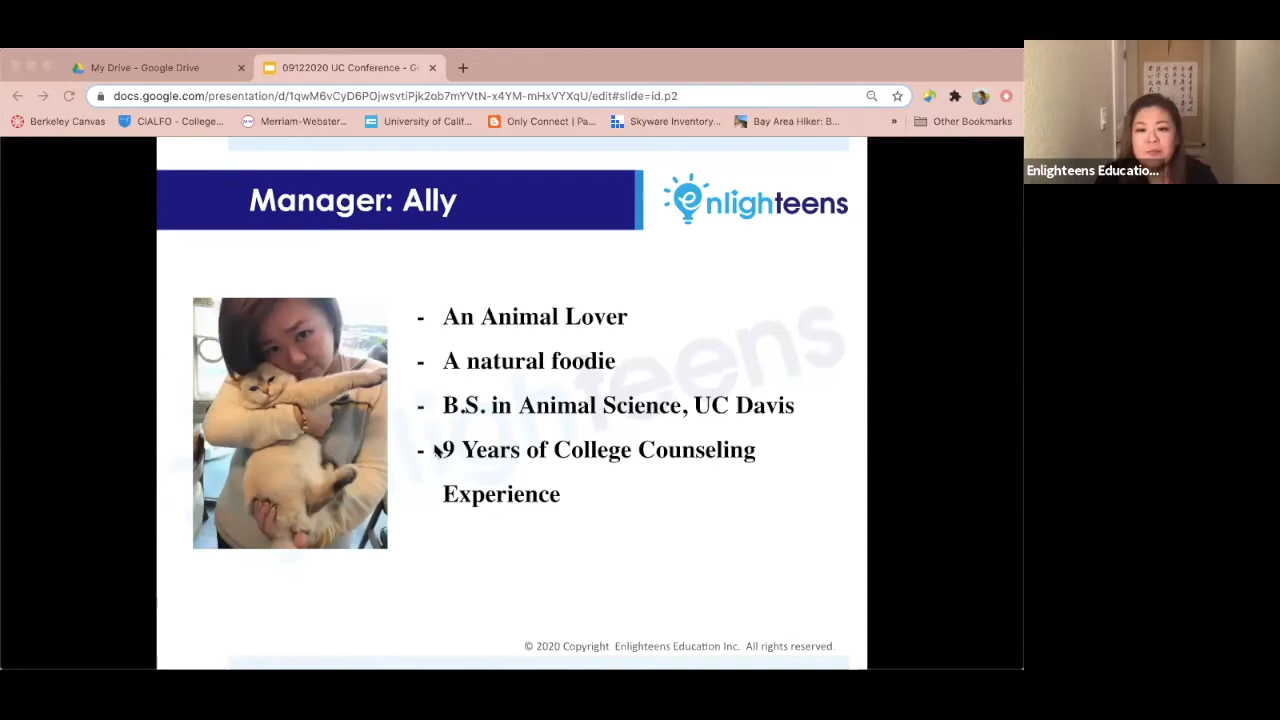 My Drive - Google Drive
09122020 UC Conference - G
docs.google.com/presentation/d/1qwM6vCyD6POjwsvtiPjk2ob7mYVtN-x4YM-mHxVYXqU/edit#slide=id.p2
Berkeley Canvas
CIALFO - College...
Merriam-Webster...
University of Calif...
Only Connect | Pa...
Skyware Inventory...
Bay Area Hiker: B...
»
Other Bookmarks
Enlighteens Educatio...
Manager: Ally
enlighteens
- An Animal Lover
- A natural foodie
- B.S. in Animal Science, UC Davis
- 9 Years of College Counseling
Experience
© 2020 Copyright Enlighteens Education Inc. All rights reserved.